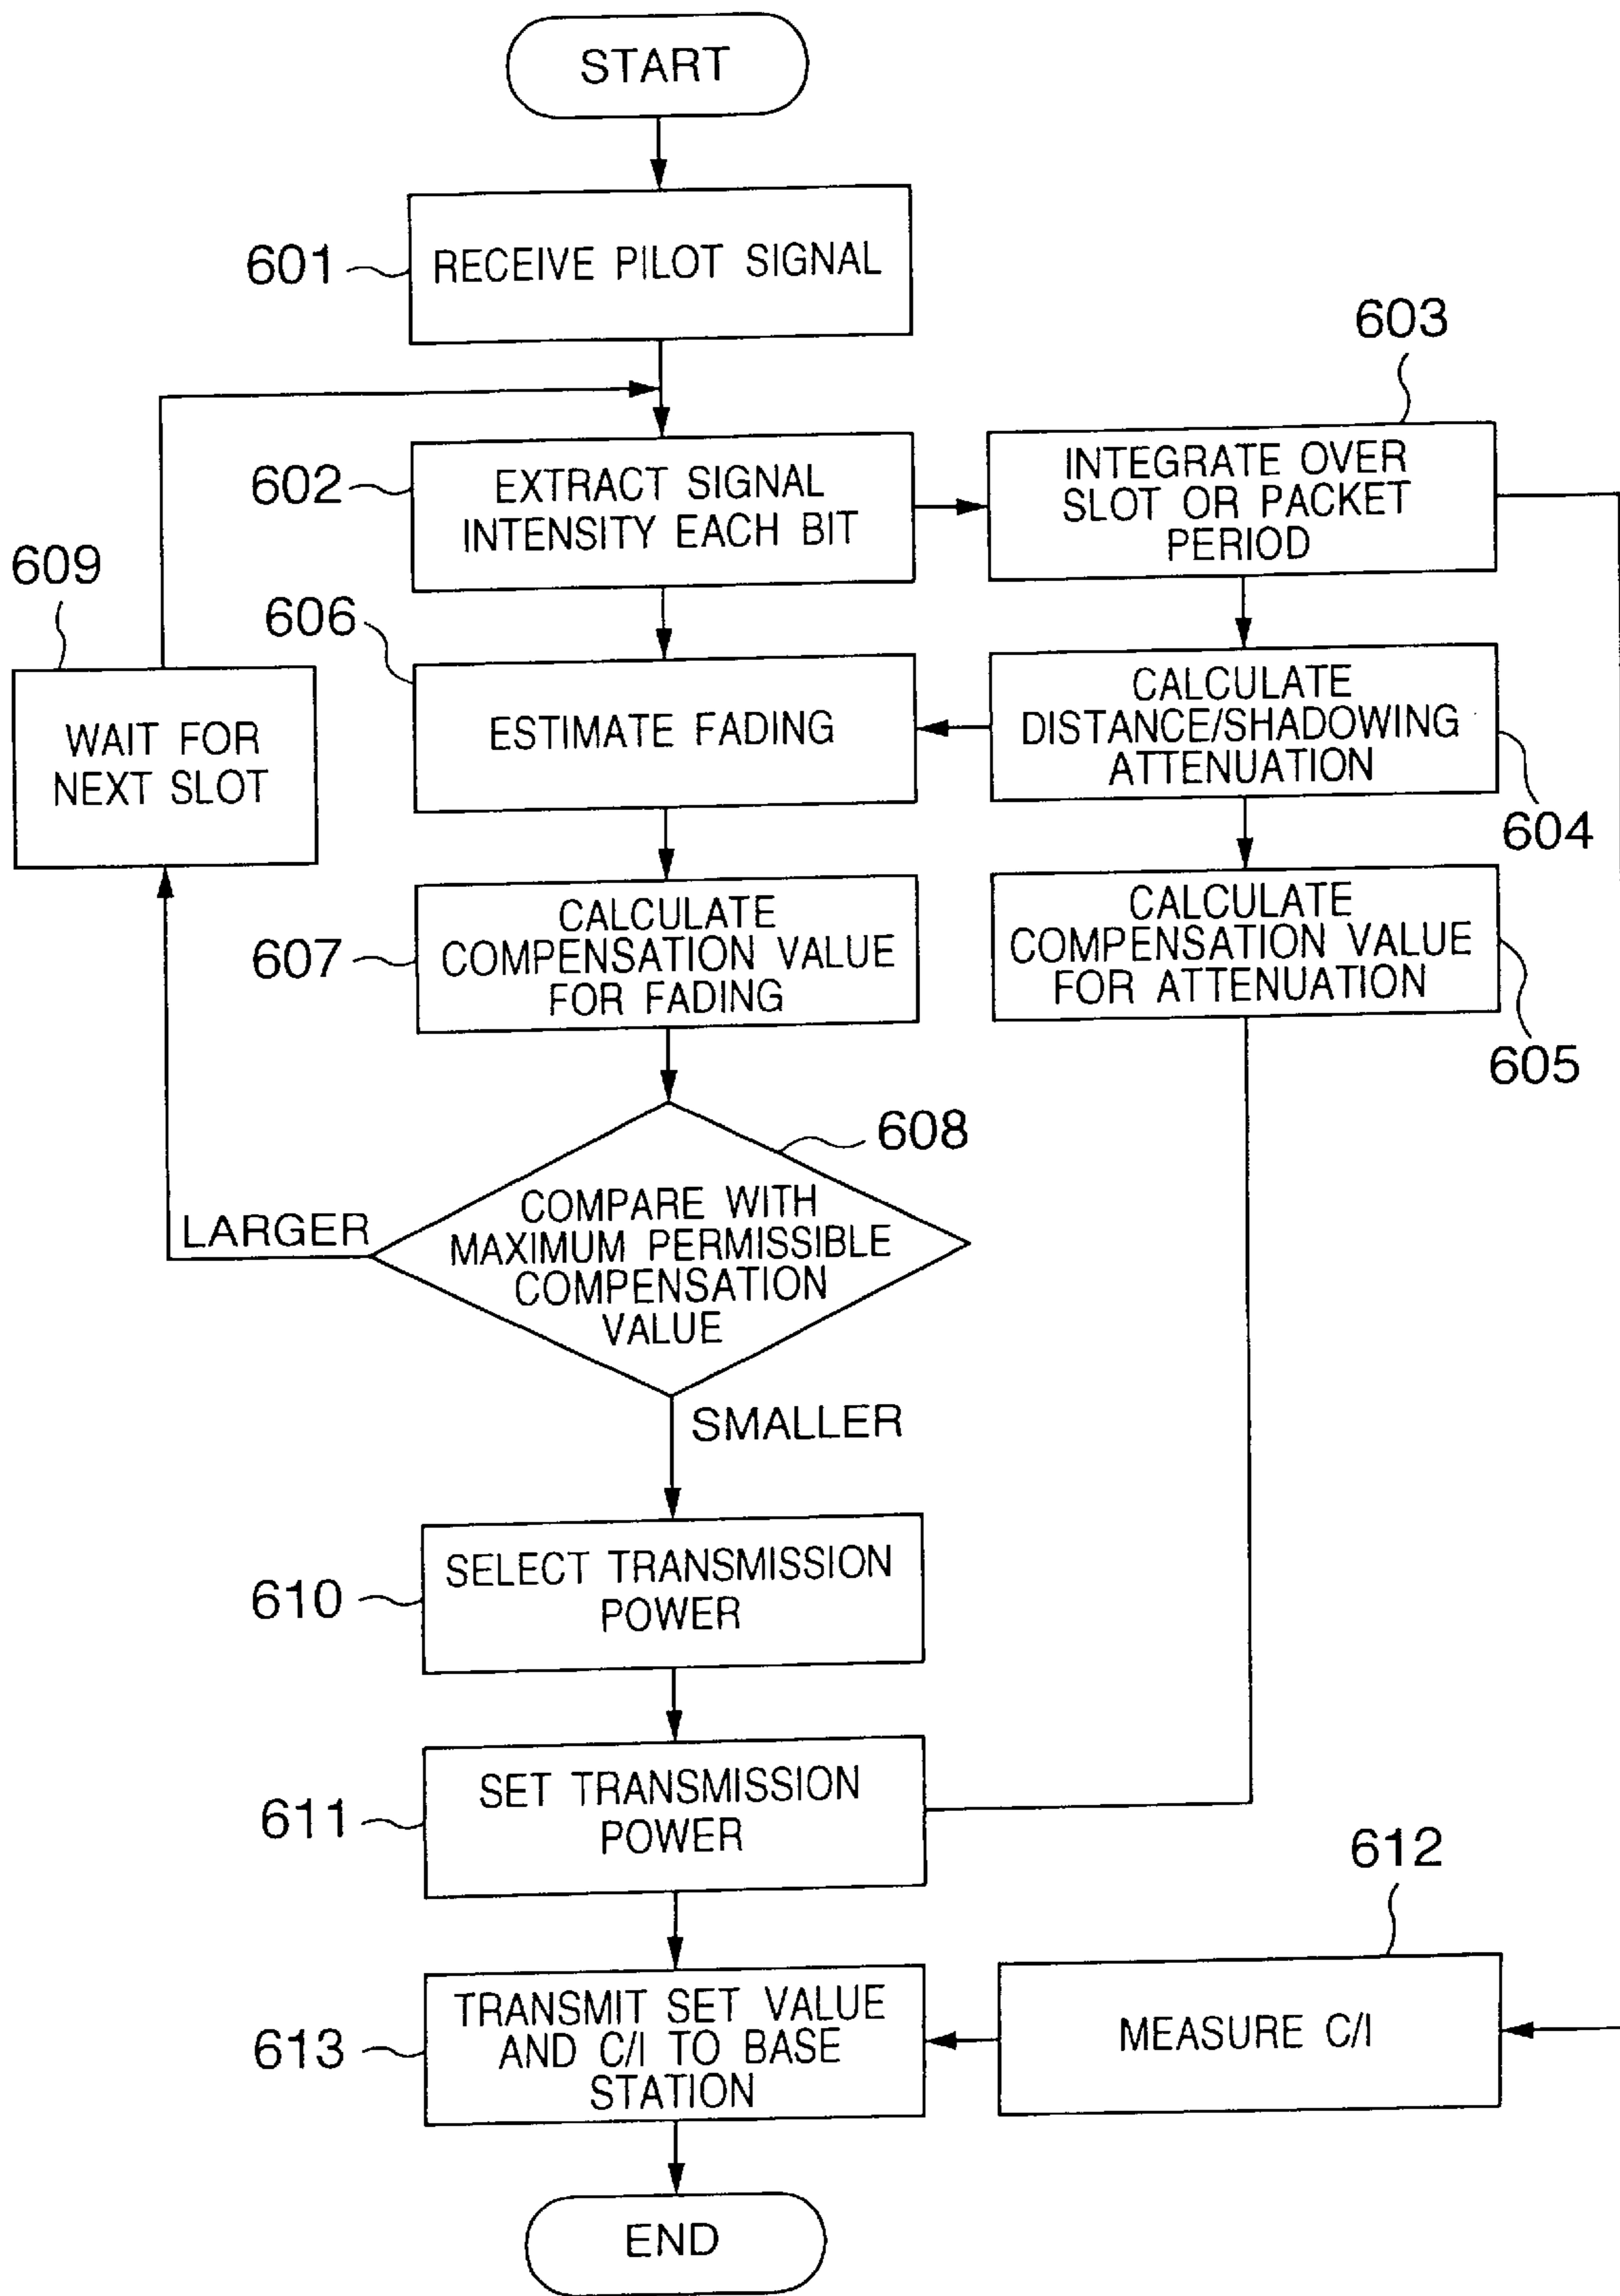 START
601
RECEIVE PILOT SIGNAL
602
EXTRACT SIGNAL
INTENSITY EACH BIT
603
INTEGRATE OVER
SLOT OR PACKET
PERIOD
609
WAIT FOR
NEXT SLOT
606
ESTIMATE FADING
CALCULATE
DISTANCE/SHADOWING
ATTENUATION
604
607
CALCULATE
COMPENSATION VALUE
FOR FADING
CALCULATE
COMPENSATION VALUE
FOR ATTENUATION
605
608
COMPARE WITH
MAXIMUM PERMISSIBLE
COMPENSATION
VALUE
LARGER
SMALLER
610
SELECT TRANSMISSION
POWER
611
SET TRANSMISSION
POWER
612
MEASURE C/I
613
TRANSMIT SET VALUE
AND C/I TO BASE
STATION
END